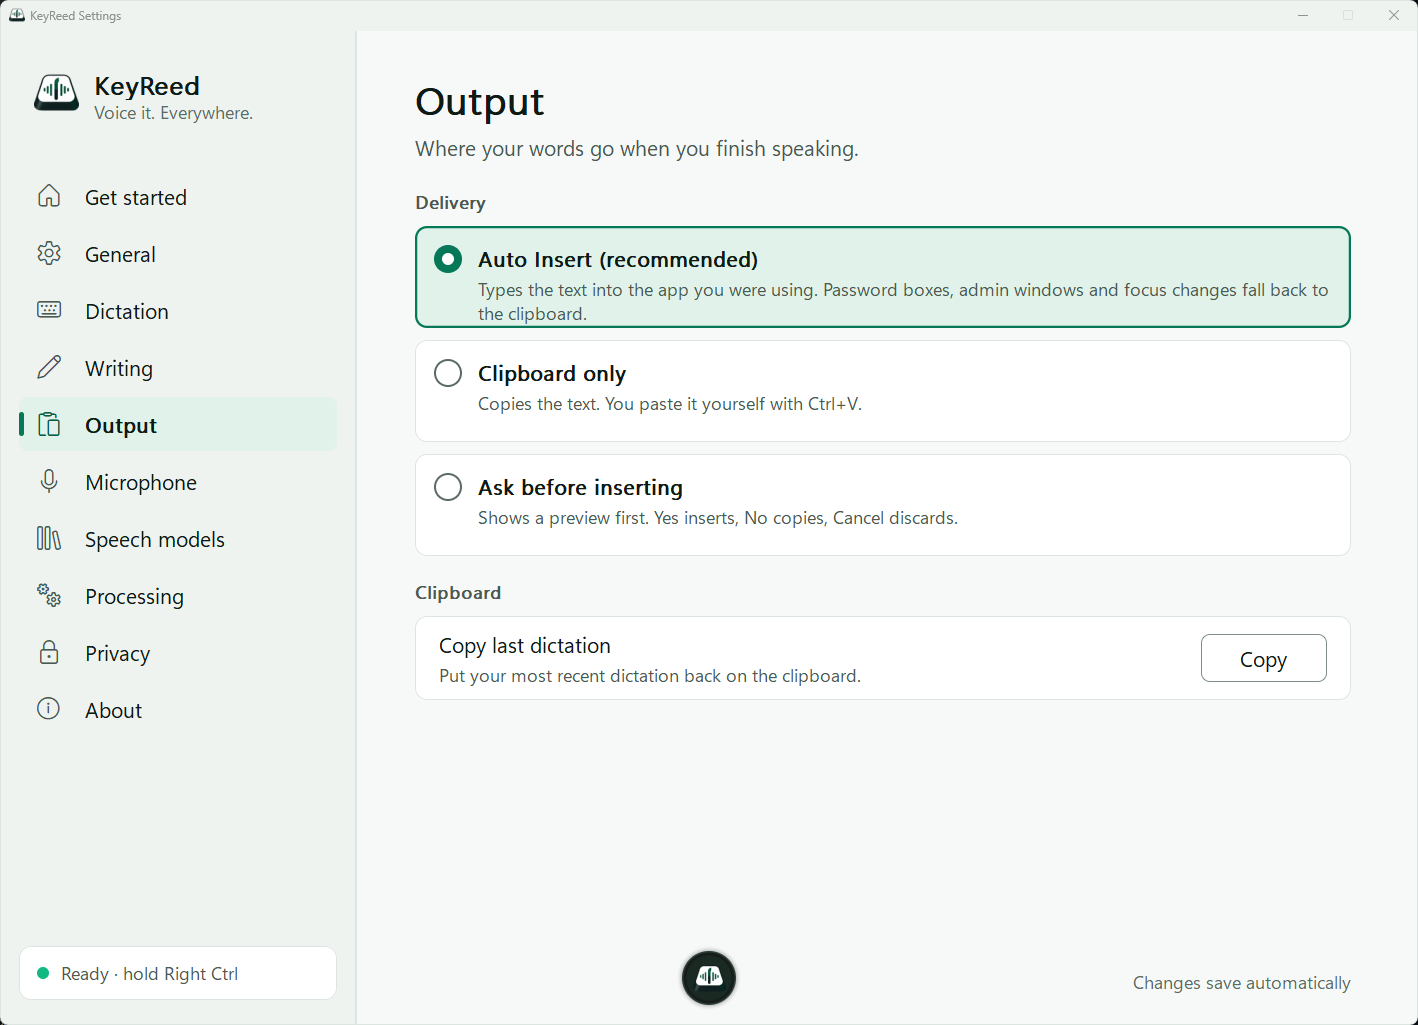 KeyReed Settings
KeyReed
Voice it. Everywhere.
Get started
General
Dictation
Writing
Output
Microphone
Speech models
Processing
Privacy
About
Ready · hold Right Ctrl
Output
Where your words go when you finish speaking.
Delivery
Auto Insert (recommended)
Types the text into the app you were using. Password boxes, admin windows and focus changes fall back to
the clipboard.
Clipboard only
Copies the text. You paste it yourself with Ctrl+V.
Ask before inserting
Shows a preview first. Yes inserts, No copies, Cancel discards.
Clipboard
Copy last dictation
Put your most recent dictation back on the clipboard.
Copy
Changes save automatically